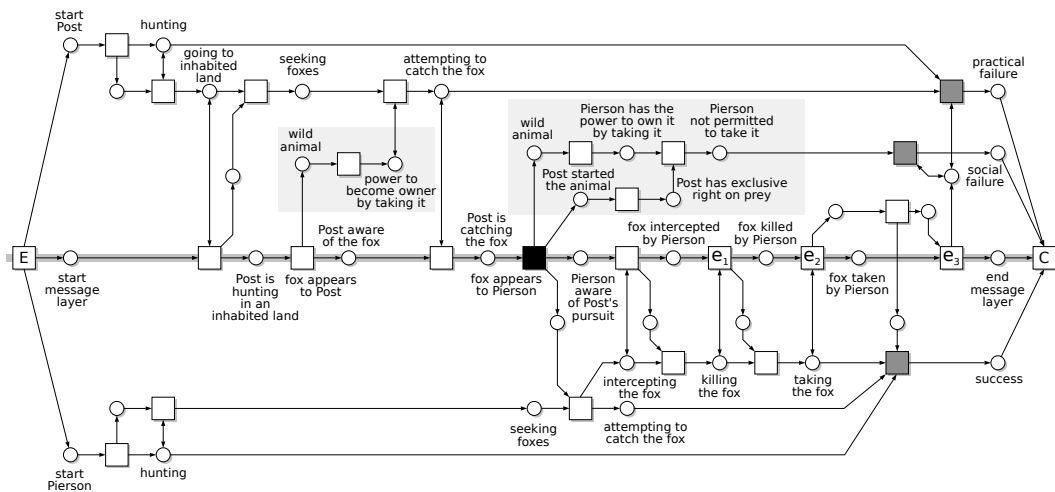 start
Post
hunting
going to
inhabited
land
seeking
foxes
attempting to
catch the fox
practical
failure
wild
animal
power to
become owner
by taking it
wild
animal
Pierson has the
power to own it
by taking it
Pierson
not permitted
to take it
Post started
the animal
Post has exclusive
right on prey
social
failure
E
start
message
layer
Post is
hunting
in an
inhabited land
fox appears
to Post
Post aware
of the fox
Post is
catching
the fox
fox appears
to Pierson
Pierson
aware
of Post's
pursuit
fox intercepted
by Pierson
e1
fox killed
by Pierson
e2
fox taken
by Pierson
e3
end
message
layer
C
intercepting
the fox
killing
the fox
taking
the fox
success
seeking
foxes
attempting to
catch the fox
start
Pierson
hunting